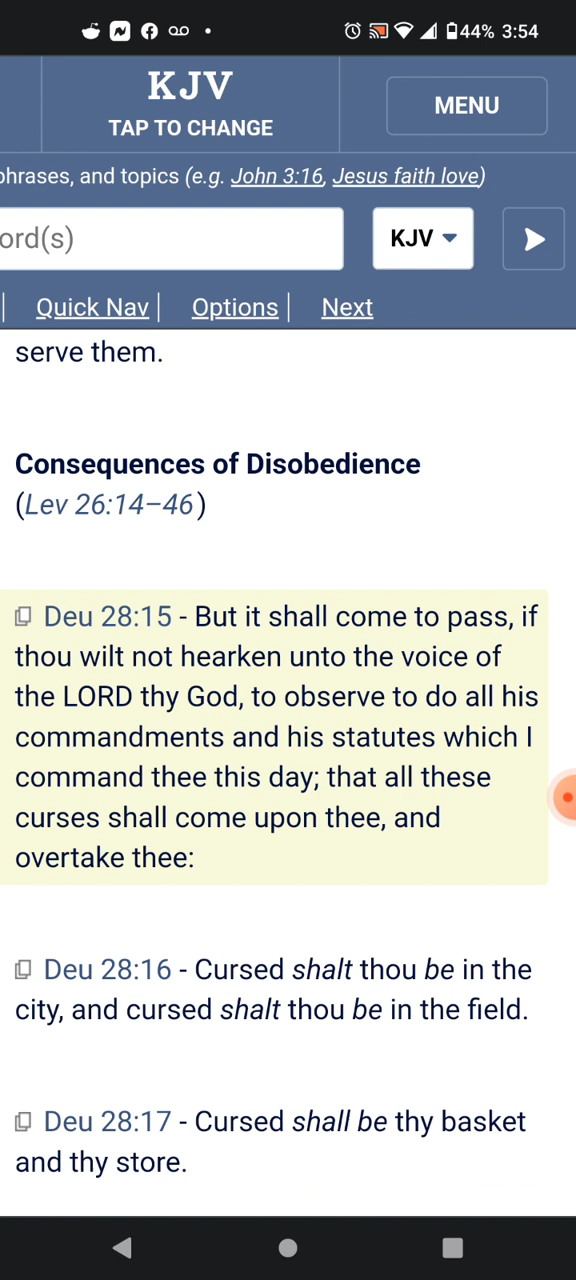 44% 3:54
KJV
TAP TO CHANGE
MENU
phrases, and topics (e.g. John 3:16, Jesus faith love)
ord(s)
KJV
| Quick Nav | Options | Next
serve them.
Consequences of Disobedience
(Lev 26:14–46)
Deu 28:15 - But it shall come to pass, if
thou wilt not hearken unto the voice of
the LORD thy God, to observe to do all his
commandments and his statutes which I
command thee this day; that all these
curses shall come upon thee, and
overtake thee:
Deu 28:16 - Cursed shalt thou be in the
city, and cursed shalt thou be in the field.
Deu 28:17 - Cursed shall be thy basket
and thy store.